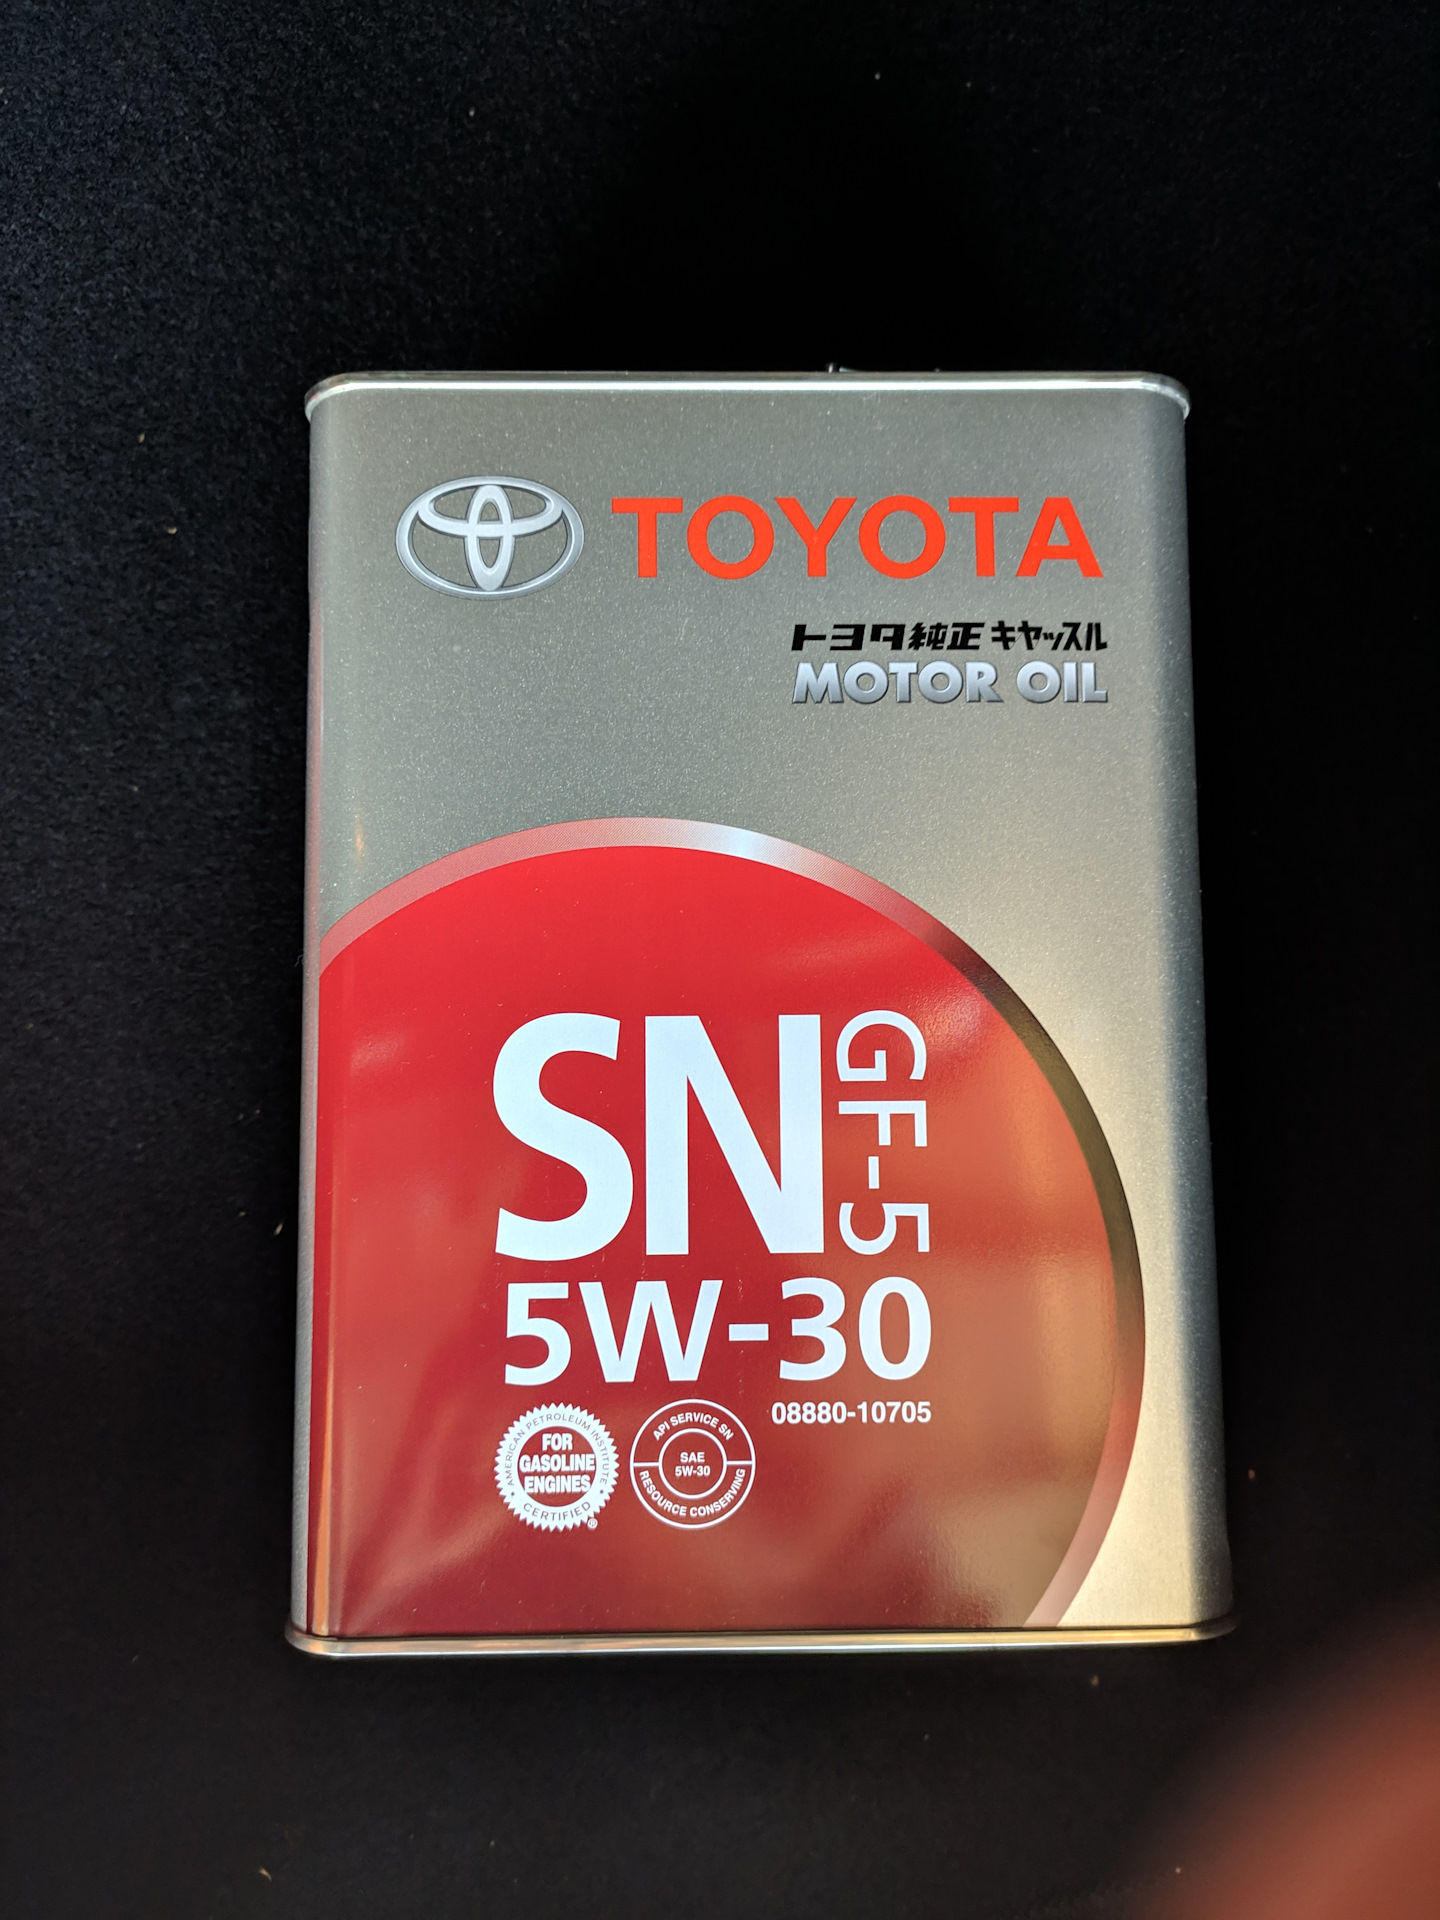 TOYOTA
トヨタ純正 キヤッスル
MOTOR OIL
SN
GF-5
5W-30
08880-10705
AMERICAN PETROLEUM INSTITUTE
FOR
GASOLINE
ENGINES
CERTIFIED
®
API SERVICE SN
SAE
5W-30
RESOURCE CONSERVING